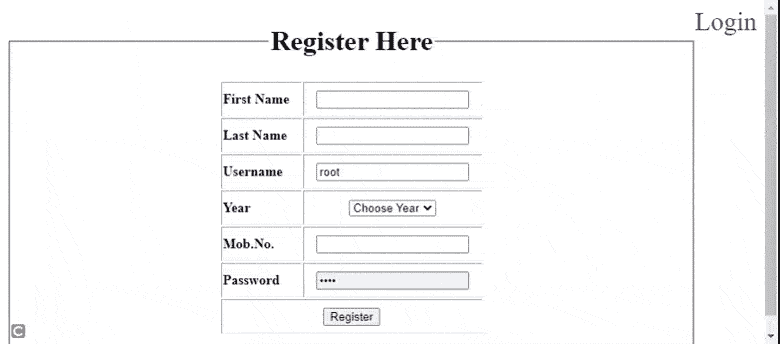 Login
Register Here
First Name
Last Name
Username root
Year Choose Year
Mob.No.
Password ••••
Register
C